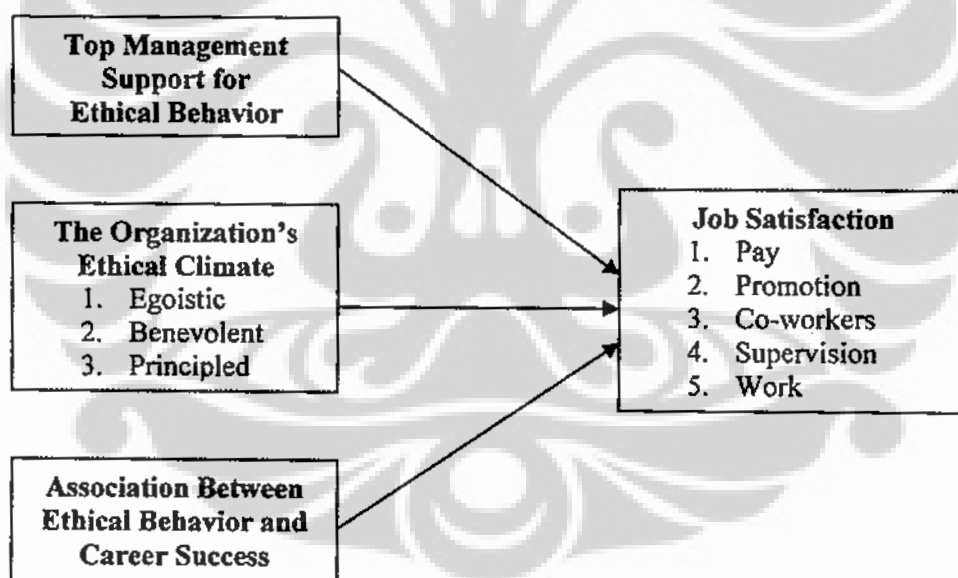 Top Management
Support for
Ethical Behavior
The Organization's
Ethical Climate
1. Egoistic
2. Benevolent
3. Principled
Association Between
Ethical Behavior and
Career Success
Job Satisfaction
1. Pay
2. Promotion
3. Co-workers
4. Supervision
5. Work